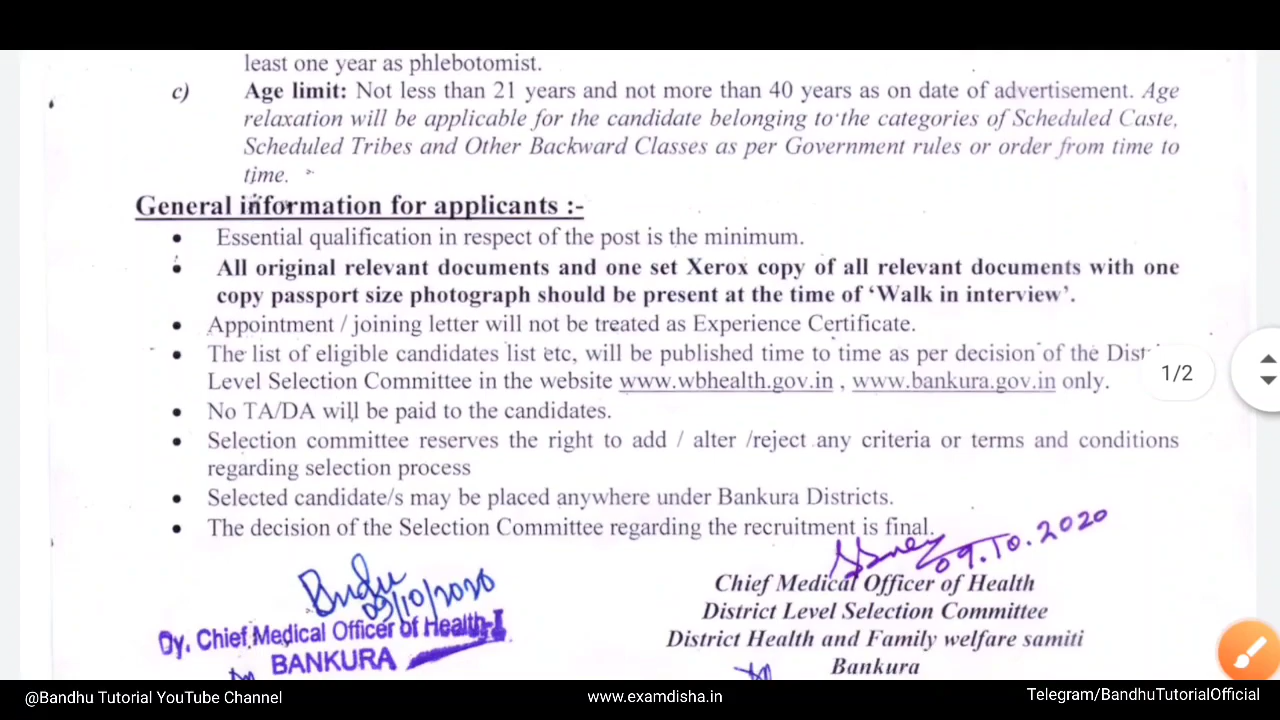 least one year as phlebotomist.
c) Age limit: Not less than 21 years and not more than 40 years as on date of advertisement. Age
relaxation will be applicable for the candidate belonging to the categories of Scheduled Caste,
Scheduled Tribes and Other Backward Classes as per Government rules or order from time to
time.
General information for applicants :-
• Essential qualification in respect of the post is the minimum.
• All original relevant documents and one set Xerox copy of all relevant documents with one
copy passport size photograph should be present at the time of ‘Walk in interview’.
• Appointment / joining letter will not be treated as Experience Certificate.
• The list of eligible candidates list etc, will be published time to time as per decision of the
Level Selection Committee in the website www.wbhealth.gov.in , www.bankura.gov.in only.
1/2
• No TA/DA will be paid to the candidates.
• Selection committee reserves the right to add / alter /reject any criteria or terms and conditions
regarding selection process
• Selected candidate/s may be placed anywhere under Bankura Districts.
• The decision of the Selection Committee regarding the recruitment is final.
09.10.2020
09/10/2020
Chief Medical Officer of Health
District Level Selection Committee
District Health and Family welfare samiti
Bankura
Dy. Chief Medical Officer of Health-I
BANKURA
@Bandhu Tutorial YouTube Channel
www.examdisha.in
Telegram/BandhuTutorialOfficial